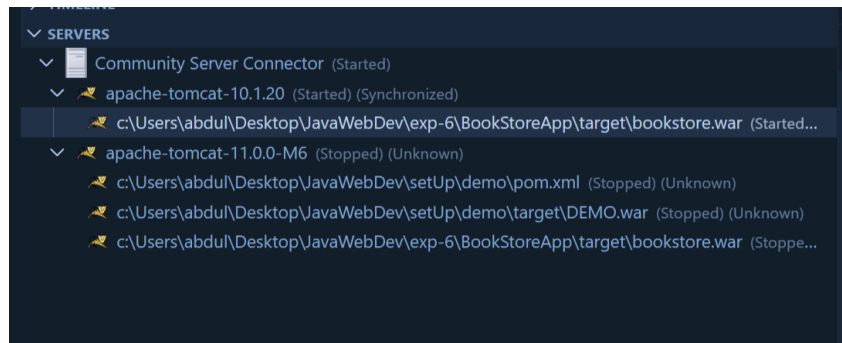 SERVERS
Community Server Connector (Started)
apache-tomcat-10.1.20 (Started) (Synchronized)
c:\Users\abdul\Desktop\JavaWebDev\exp-6\BookStoreApp\target\bookstore.war (Started...
apache-tomcat-11.0.0-M6 (Stopped) (Unknown)
c:\Users\abdul\Desktop\JavaWebDev\setUp\demo\pom.xml (Stopped) (Unknown)
c:\Users\abdul\Desktop\JavaWebDev\setUp\demo\target\DEMO.war (Stopped) (Unknown)
c:\Users\abdul\Desktop\JavaWebDev\exp-6\BookStoreApp\target\bookstore.war (Stoppe...